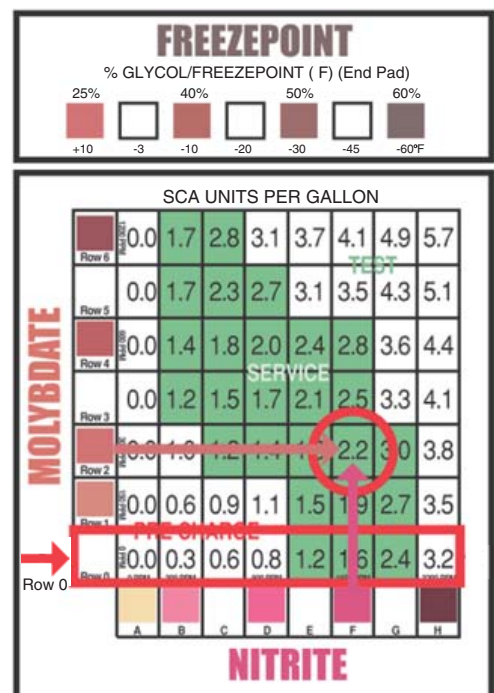 FREEZEPOINT
% GLYCOL/FREEZEPOINT ( F) (End Pad)
25% 40% 50% 60%
+10 -3 -10 -20 -30 -45 -60ºF
SCA UNITS PER GALLON
MOLYBDATE
Row 6 0.0 1.7 2.8 3.1 3.7 4.1 4.9 5.7
TEST
Row 5 0.0 1.7 2.3 2.7 3.1 3.5 4.3 5.1
Row 4 0.0 1.4 1.8 2.0 2.4 2.8 3.6 4.4
SERVICE
Row 3 0.0 1.2 1.5 1.7 2.1 2.5 3.3 4.1
Row 2 2.2 3.0 3.8
Row 1 0.0 0.6 0.9 1.1 1.5 1.9 2.7 3.5
PRE CHARGE
Row 0 0.0 0.3 0.6 0.8 1.2 1.6 2.4 3.2
Row 0
A B C D E F G H
NITRITE